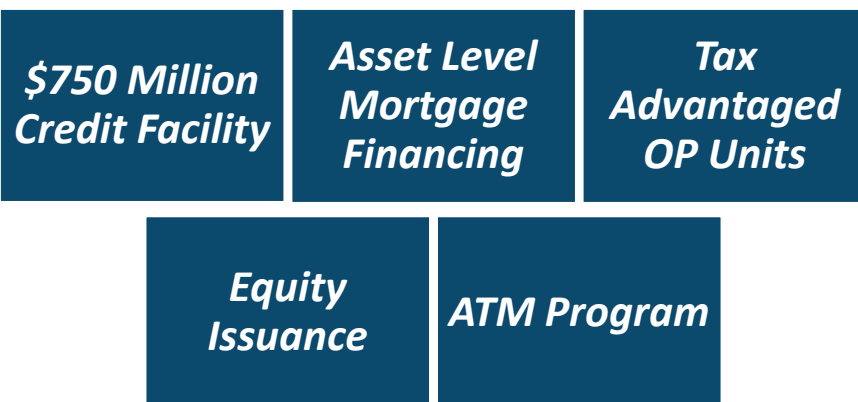 $750 Million
Credit Facility
Asset Level
Mortgage
Financing
Tax
Advantaged
OP Units
Equity
Issuance
ATM Program